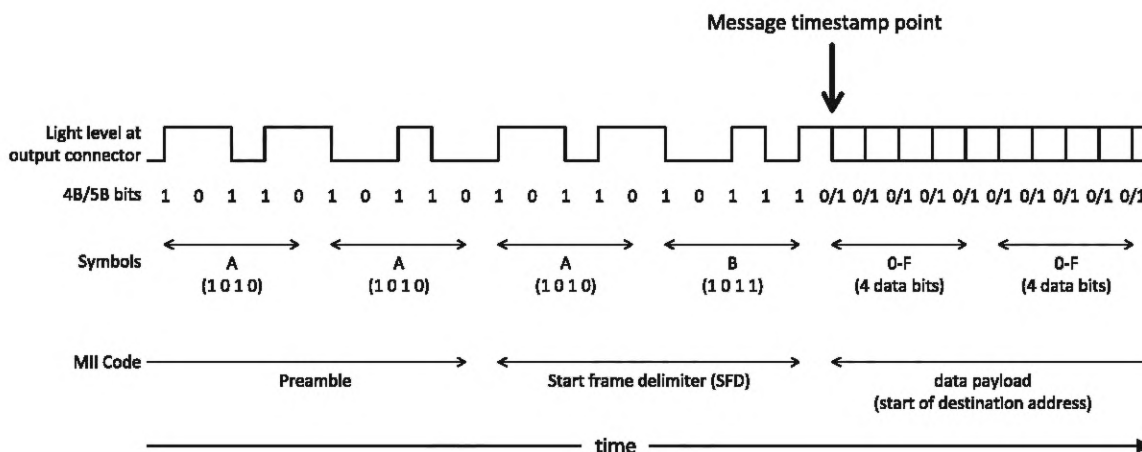 Message timestamp point
Light level at
output connector
4B/5B bits 1 0 1 1 0 1 0 1 1 0 1 0 1 1 0 1 0 1 1 1 0/1 0/1 0/1 0/1 0/1 0/1 0/1 0/1 0/1 0/1
Symbols A A A B 0-F 0-F
(1 0 1 0) (1 0 1 0) (1 0 1 0) (1 0 1 1) (4 data bits) (4 data bits)
MII Code
Preamble Start frame delimiter (SFD) data payload
(start of destination address)
time